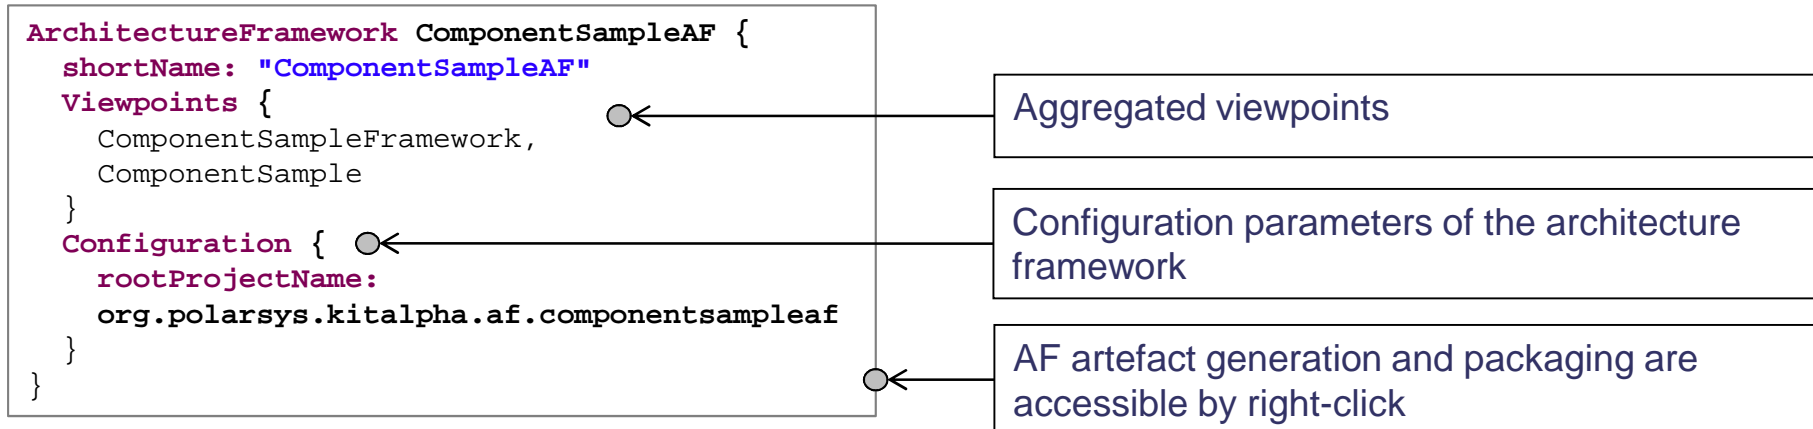 ArchitectureFramework ComponentSampleAF {
shortName: "ComponentSampleAF"
Viewpoints {
ComponentSampleFramework,
ComponentSample
}
Configuration {
rootProjectName:
org.polarsys.kitalpha.af.componentsampleaf
}
}
Aggregated viewpoints
Configuration parameters of the architecture
framework
AF artefact generation and packaging are
accessible by right-click